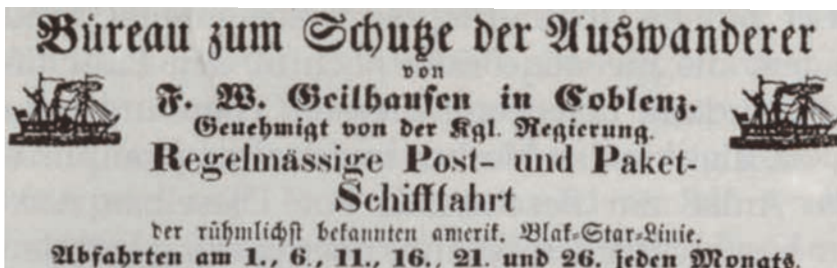 Büreau zum Schutze der Auswanderer
von
F. W. Geilhausen in Coblenz.
Genehmigt von der Kgl. Regierung.
Regelmässige Post- und Paket-
Schifffahrt
der rühmlichst bekannten amerik. Blak-Star-Linie.
Abfahrten am 1., 6., 11., 16., 21. und 26. jeden Monats.